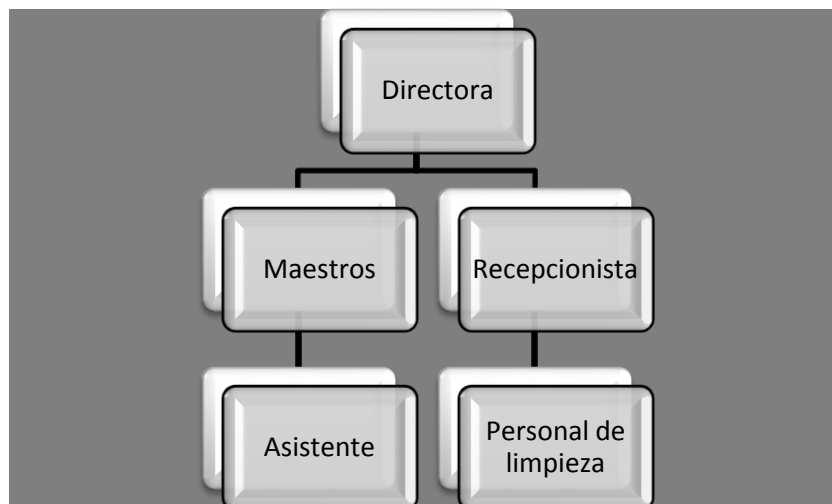 Directora
Maestros
Recepcionista
Asistente
Personal de
limpieza